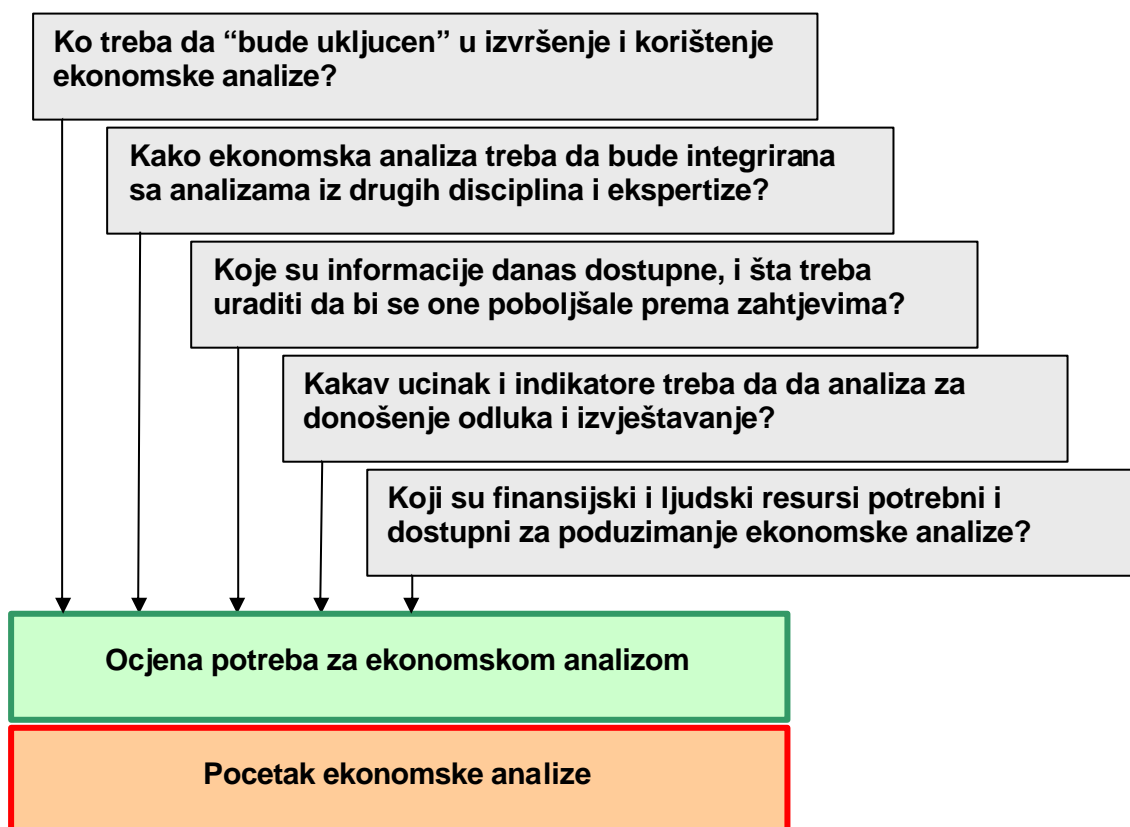 Ko treba da “bude ukljucen” u izvršenje i korištenje
ekonomske analize?
Kako ekonomska analiza treba da bude integrirana
sa analizama iz drugih disciplina i ekspertize?
Koje su informacije danas dostupne, i šta treba
uraditi da bi se one poboljšale prema zahtjevima?
Kakav ucinak i indikatore treba da da analiza za
donošenje odluka i izvještavanje?
Koji su finansijski i ljudski resursi potrebni i
dostupni za poduzimanje ekonomske analize?
Ocjena potreba za ekonomskom analizom
Pocetak ekonomske analize